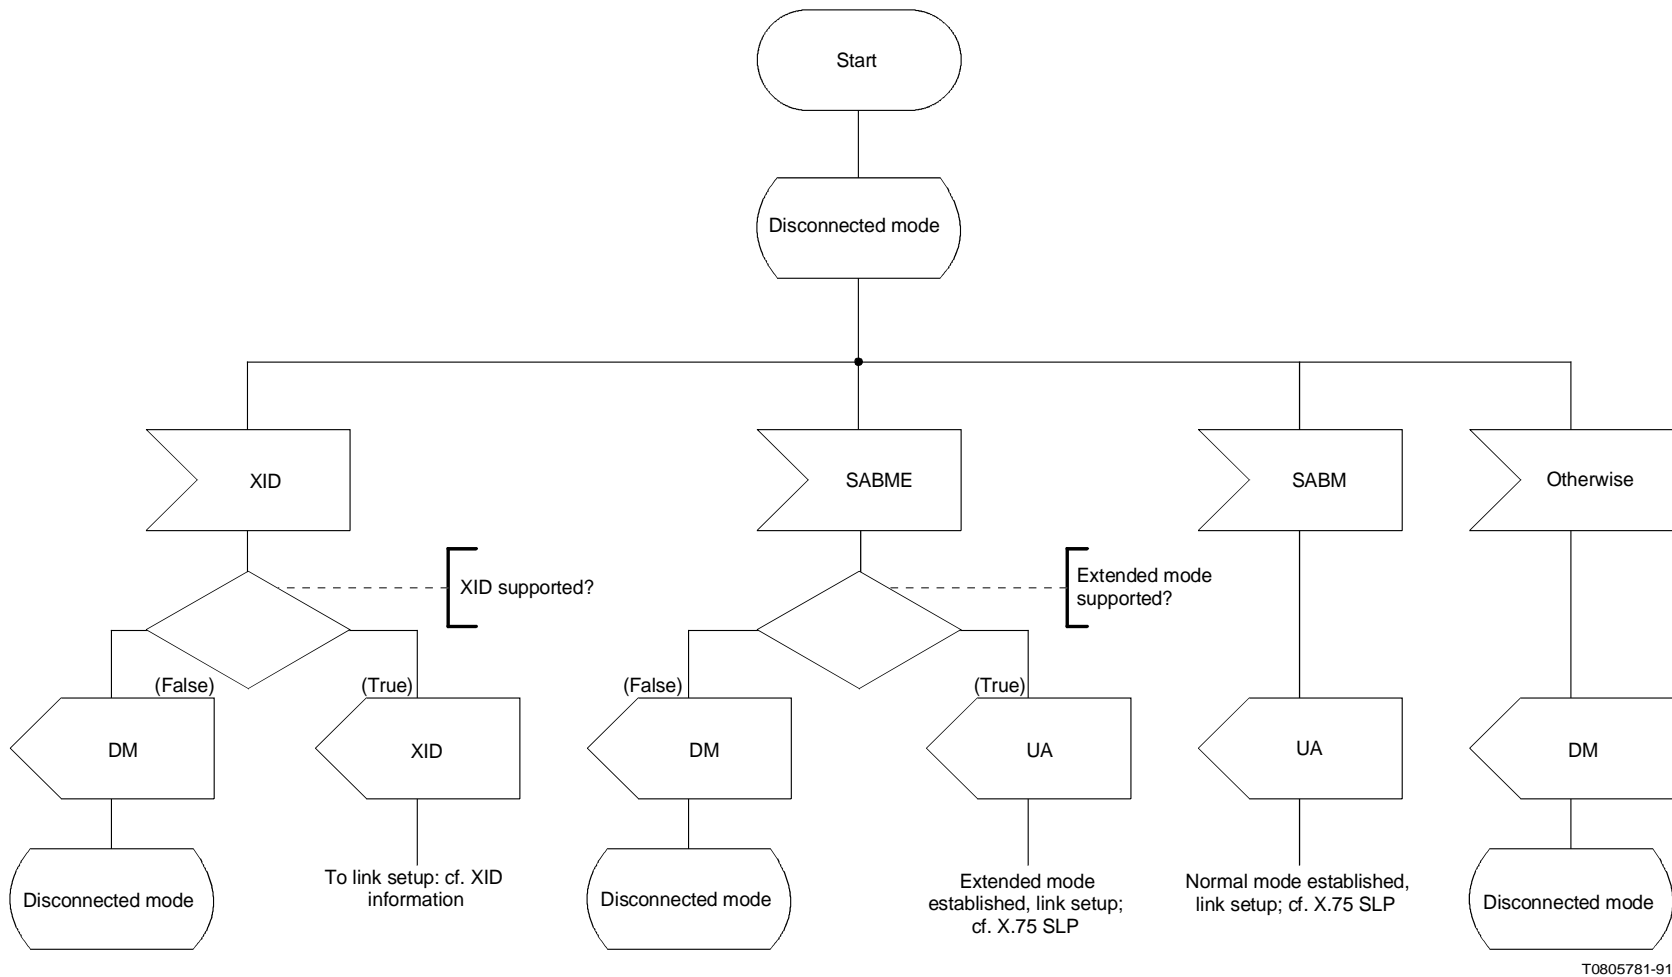 Start
Disconnected mode
XID
SABME
SABM
Otherwise
XID supported?
Extended mode
supported?
(False)
(True)
(False)
(True)
DM
XID
DM
UA
UA
DM
Disconnected mode
To link setup: cf. XID
information
Disconnected mode
Extended mode
established, link setup;
cf. X.75 SLP
Normal mode established,
link setup; cf. X.75 SLP
Disconnected mode
T0805781-91